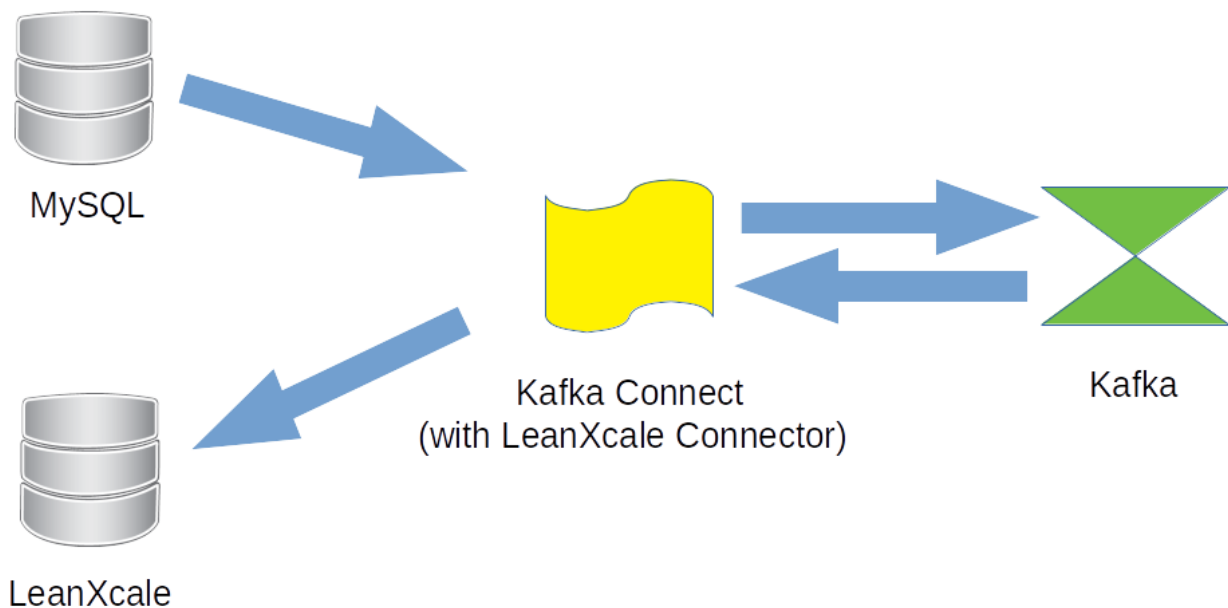 MySQL
Kafka Connect
(with LeanXcale Connector)
Kafka
LeanXcale